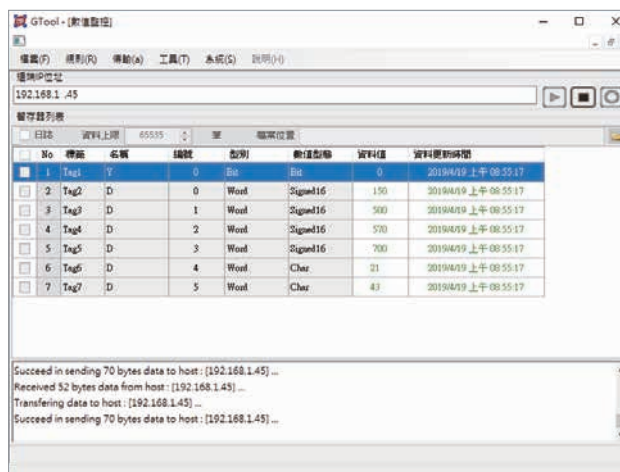 GTool - [數值監控]
檔案(F) 規則(R) 傳輸(a) 工具(T) 系統(S) 說明(H)
遠端IP位址
192.168.1 .45
暫存器列表
日誌 資料上限 65535 筆 檔案位置
No 標籤 名稱 編號 型別 數值型態 資料值 資料更新時間
1 Tag1 Y 0 Bit Bit 0 2019/4/19 上午 08:55:17
2 Tag2 D 0 Word Signed16 150 2019/4/19 上午 08:55:17
3 Tag3 D 1 Word Signed16 500 2019/4/19 上午 08:55:17
4 Tag4 D 2 Word Signed16 570 2019/4/19 上午 08:55:17
5 Tag5 D 3 Word Signed16 700 2019/4/19 上午 08:55:17
6 Tag6 D 4 Word Char 21 2019/4/19 上午 08:55:17
7 Tag7 D 5 Word Char 43 2019/4/19 上午 08:55:17
Succeed in sending 70 bytes data to host : [192.168.1.45] ...
Received 52 bytes data from host : [192.168.1.45] ...
Transfering data to host : [192.168.1.45] ...
Succeed in sending 70 bytes data to host : [192.168.1.45] ...